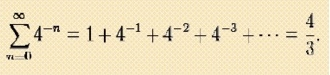 ∑_{n=0}^{∞} 4^{-n} = 1 + 4^{-1} + 4^{-2} + 4^{-3} + ⋯ = 4/3.